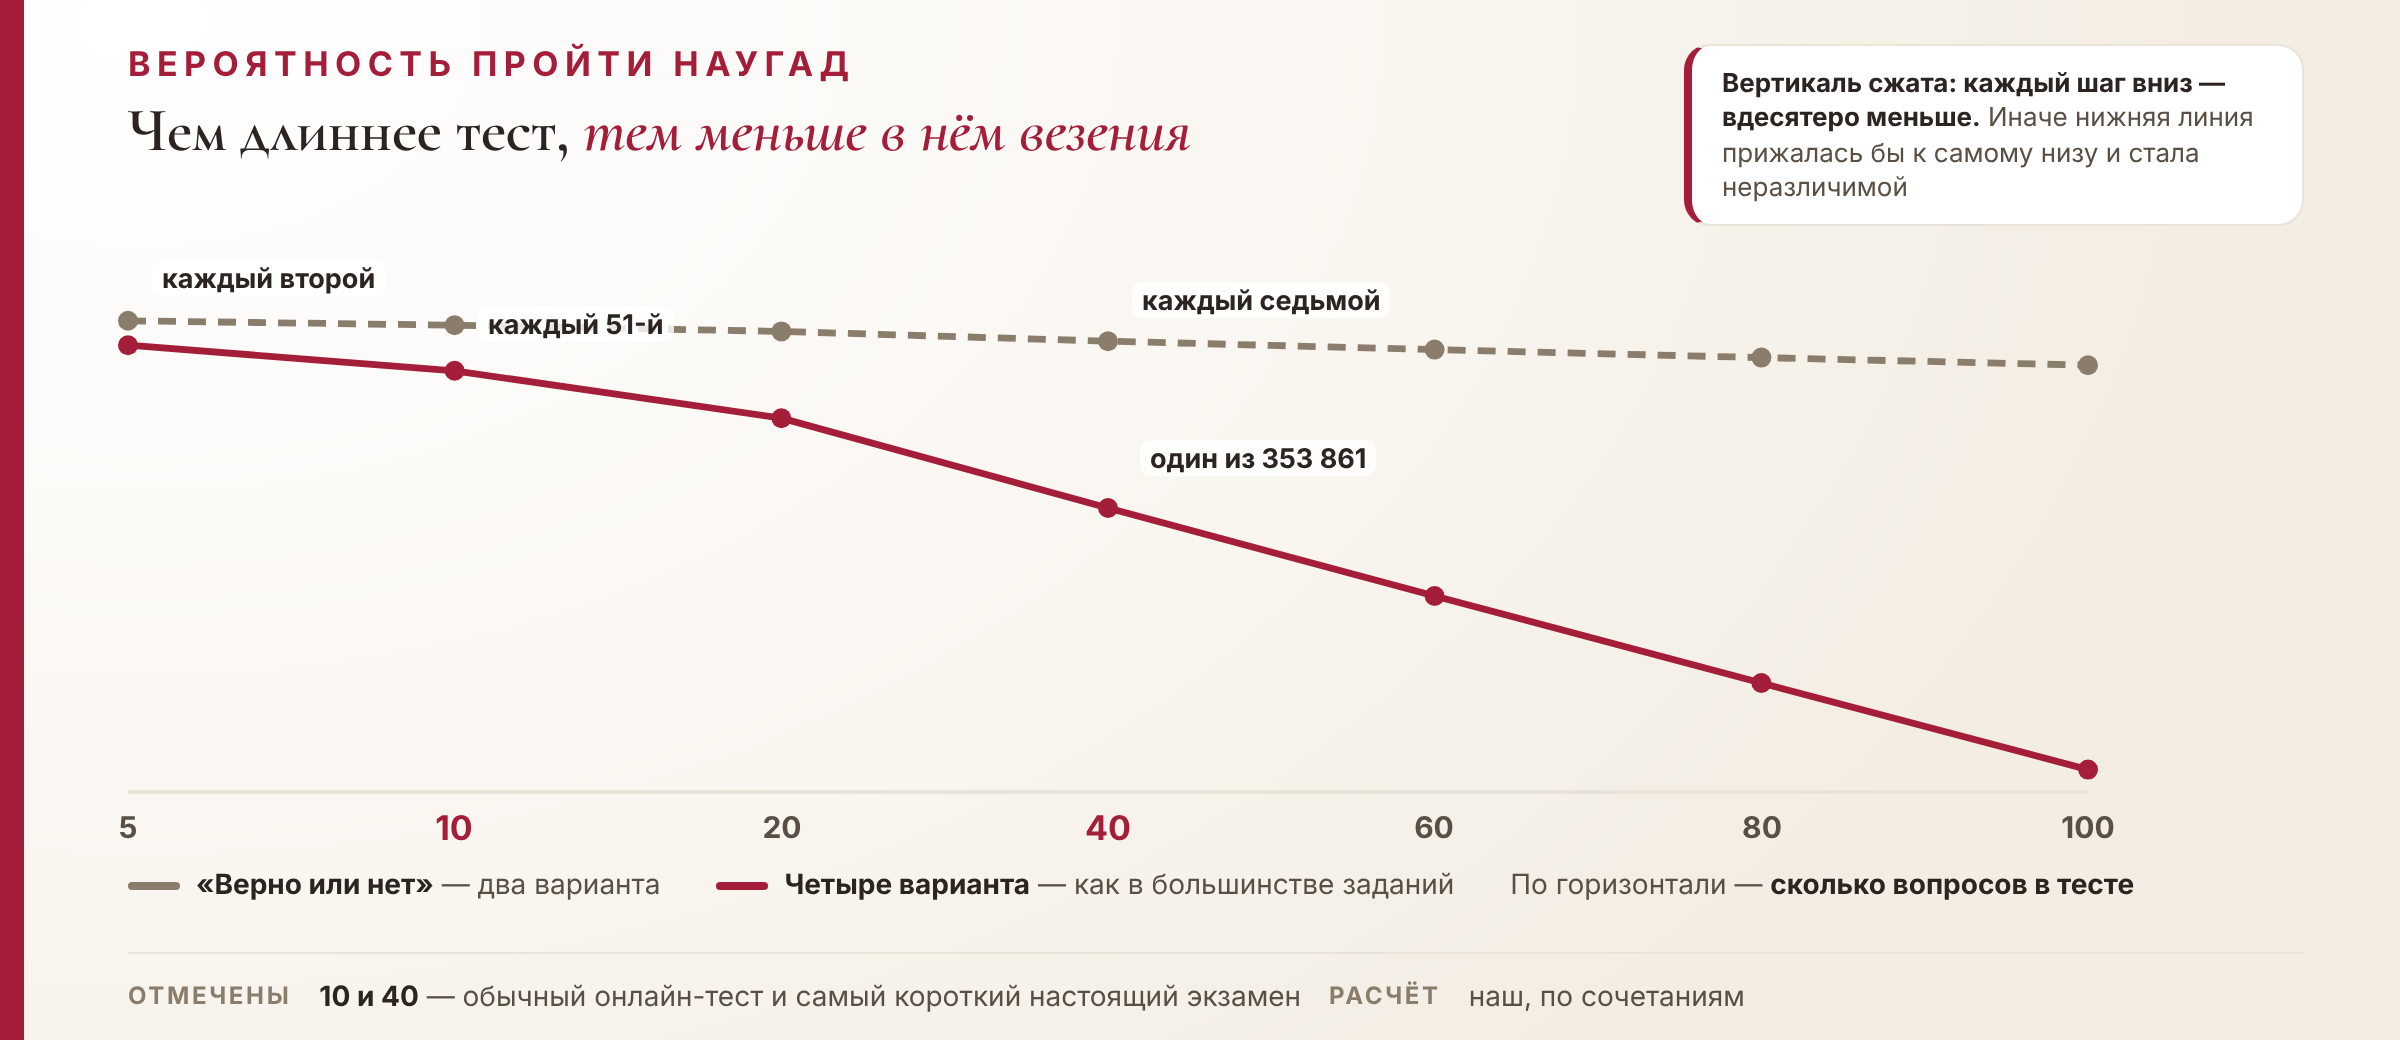 ВЕРОЯТНОСТЬ ПРОЙТИ НАУГАД
Чем длиннее тест, тем меньше в нём везения
Вертикаль сжата: каждый шаг вниз —
вдесятеро меньше. Иначе нижняя линия
прижалась бы к самому низу и стала
неразличимой
каждый второй
каждый 51-й
каждый седьмой
один из 353 861
5 10 20 40 60 80 100
«Верно или нет» — два варианта
Четыре варианта — как в большинстве заданий
По горизонтали — сколько вопросов в тесте
ОТМЕЧЕНЫ 10 и 40 — обычный онлайн-тест и самый короткий настоящий экзамен РАСЧЁТ наш, по сочетаниям